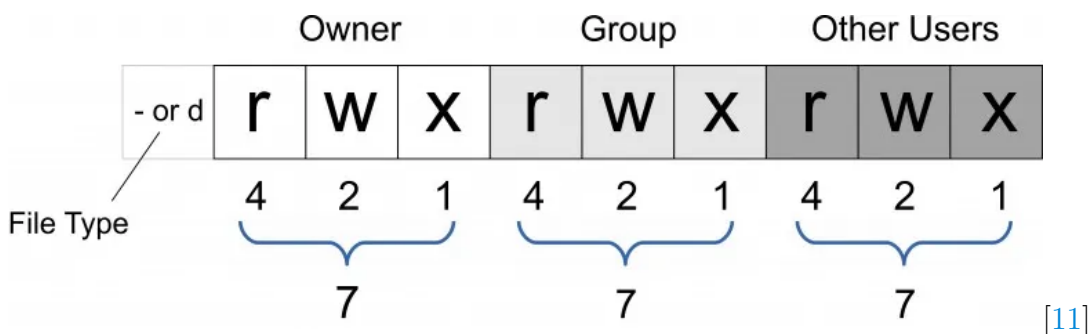 Owner Group Other Users
- or d r w x r w x r w x
4 2 1 4 2 1 4 2 1
File Type
7 7 7
[11]